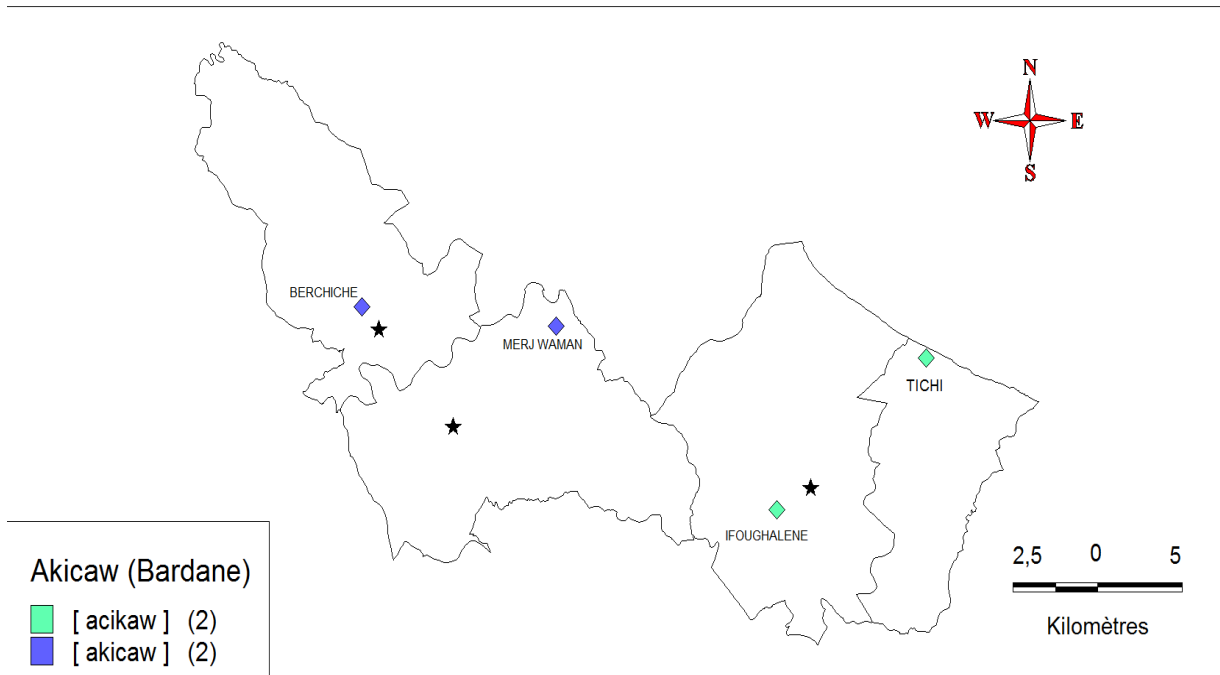 N
W E
S
BERCHICHE
MERJ WAMAN
TICHI
IFOUGHALENE
2,5 0 5
Kilomètres
Akicaw (Bardane)
[ acikaw ] (2)
[ akicaw ] (2)